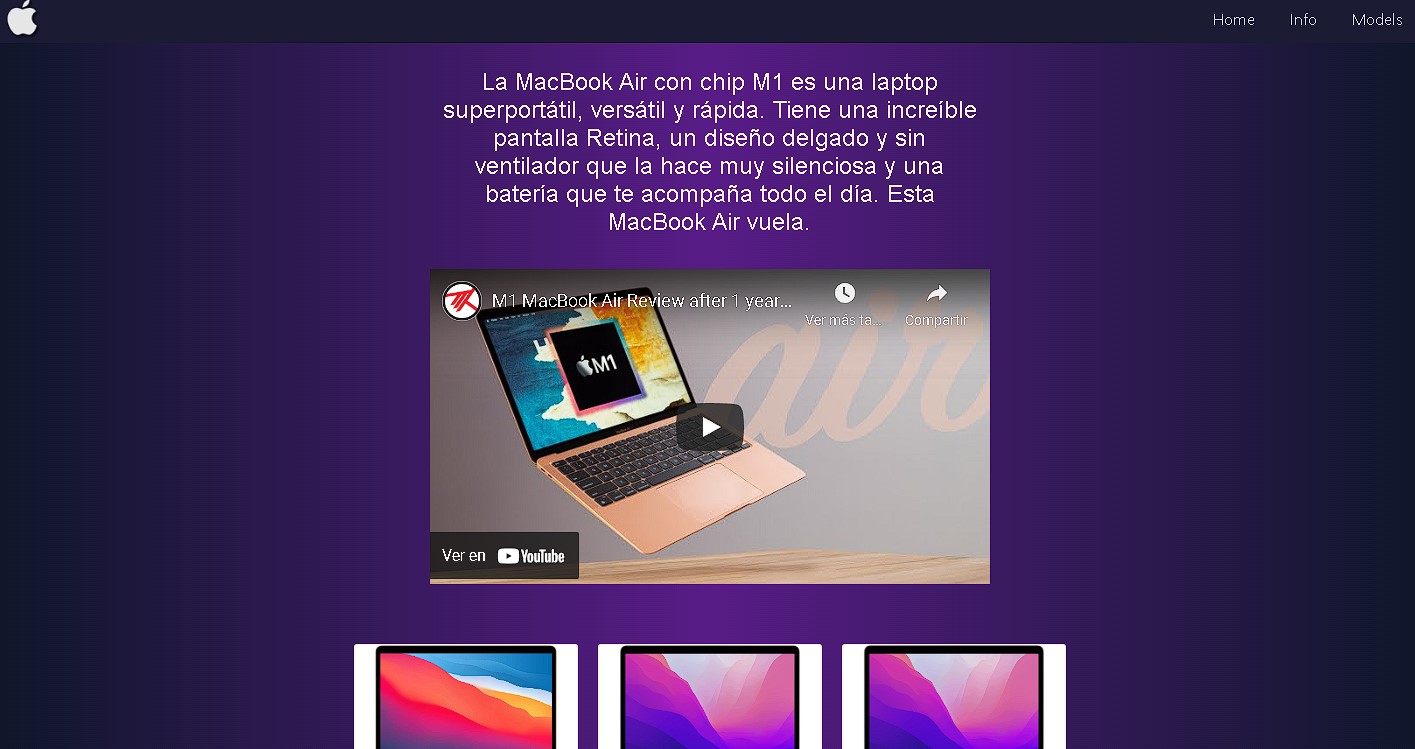 Home Info Models
La MacBook Air con chip M1 es una laptop
superportátil, versátil y rápida. Tiene una increíble
pantalla Retina, un diseño delgado y sin
ventilador que la hace muy silenciosa y una
batería que te acompaña todo el día. Esta
MacBook Air vuela.
M1 MacBook Air Review after 1 year...
Ver más ta...
Compartir
M1
air
Ver en YouTube